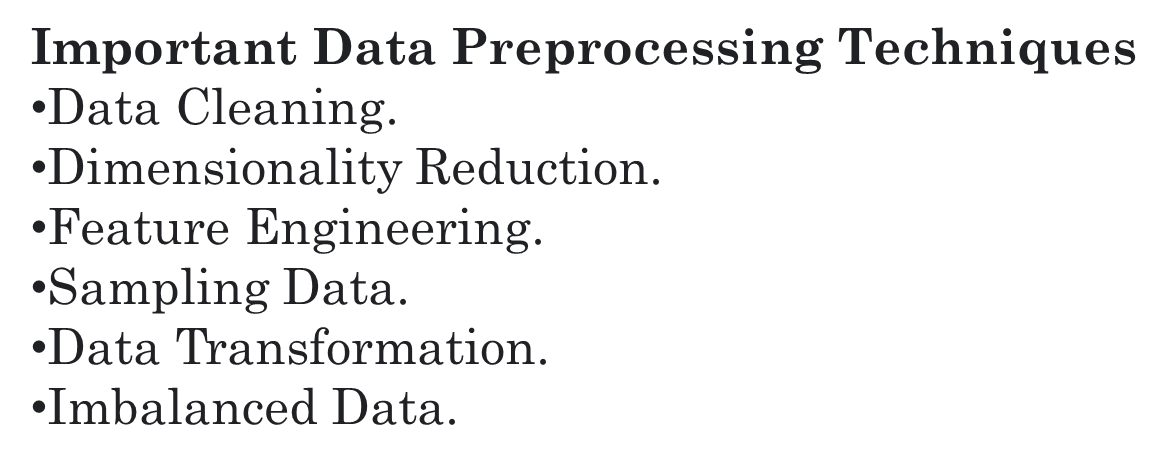 Important Data Preprocessing Techniques
•Data Cleaning.
•Dimensionality Reduction.
•Feature Engineering.
•Sampling Data.
•Data Transformation.
•Imbalanced Data.